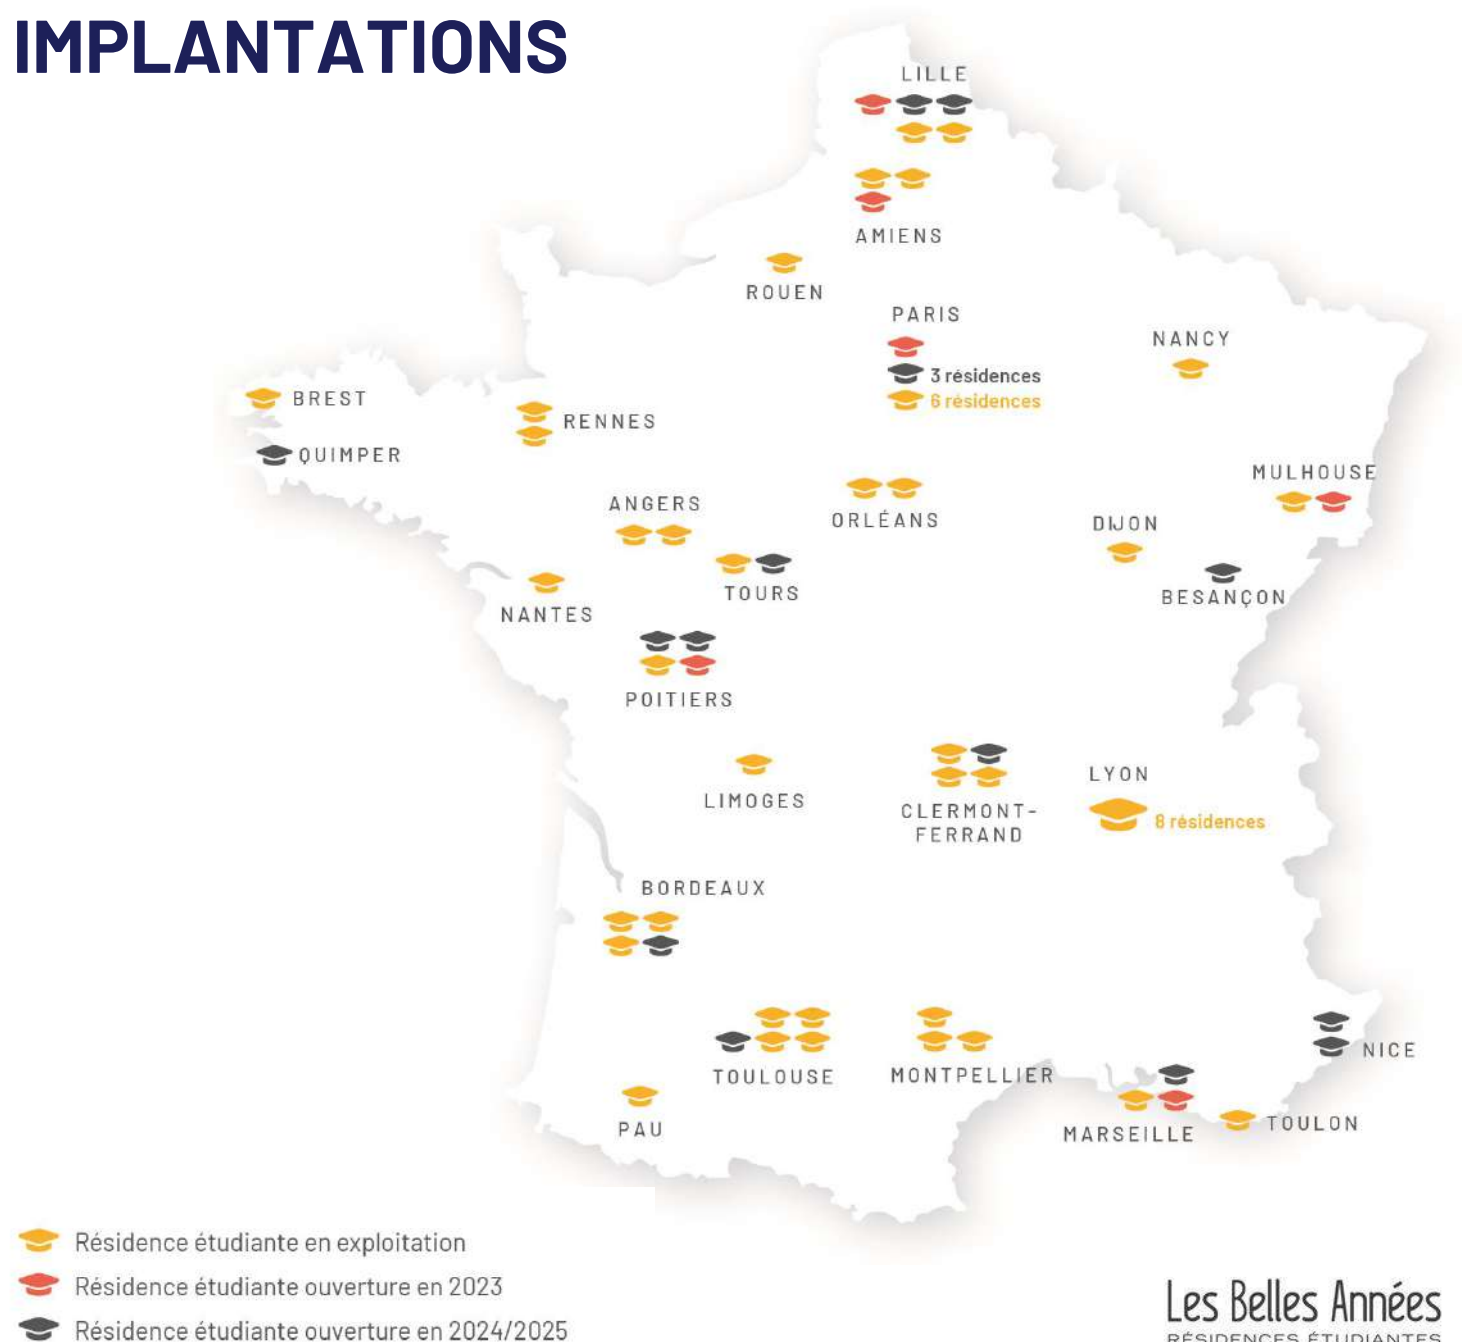 IMPLANTATIONS
LILLE
AMIENS
ROUEN
PARIS
3 résidences
6 résidences
NANCY
BREST
RENNES
QUIMPER
MULHOUSE
ANGERS
ORLÉANS
DIJON
TOURS
BESANÇON
NANTES
POITIERS
LIMOGES
CLERMONT-
FERRAND
LYON
8 résidences
BORDEAUX
TOULOUSE
MONTPELLIER
NICE
PAU
MARSEILLE
TOULON
Résidence étudiante en exploitation
Résidence étudiante ouverture en 2023
Résidence étudiante ouverture en 2024/2025
Les Belles Années
RÉSIDENCES ÉTUDIANTES